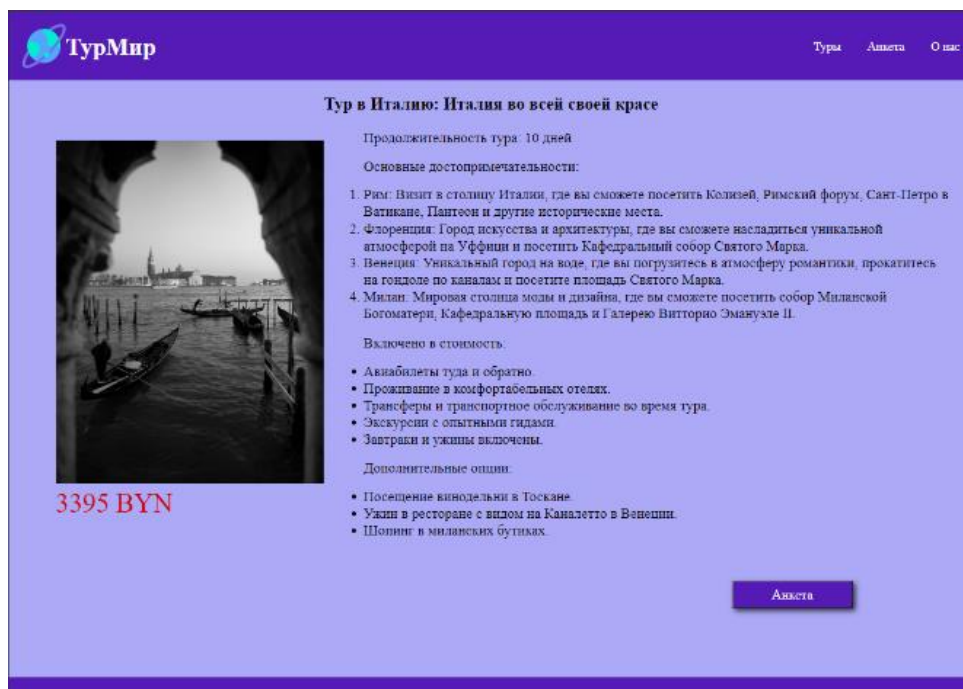 ТурМир
Туры Анкета О нас
Тур в Италию: Италия во всей своей красе
Продолжительность тура: 10 дней
Основные достопримечательности:
1. Рим: Визит в столицу Италии, где вы сможете посетить Колизей, Римский форум, Сант-Петро в
Ватикане, Пантеон и другие исторические места.
2. Флоренция: Город искусства и архитектуры, где вы сможете насладиться уникальной
атмосферой па Уффици и посетить Кафедральный собор Святого Марка.
3. Венеция: Уникальный город на воде, где вы погрузитесь в атмосферу романтики, прокатитесь
на гондоле по каналам и посетите площадь Святого Марка.
4. Милан: Мировая столица моды и дизайна, где вы сможете посетить собор Миланской
Богоматери, Кафедральную площадь и Галерею Витторио Эмануэле II.
Включено в стоимость:
• Авиабилеты туда и обратно.
• Проживание в комфортабельных отелях.
• Трансферы и транспортное обслуживание во время тура.
• Экскурсии с опытными гидами.
• Завтраки и ужины включены.
Дополнительные опции:
• Посещение винодельни в Тоскане.
• Ужин в ресторане с видом на Каналетто в Венеции.
• Шопинг в миланских бутиках.
3395 BYN
Анкета